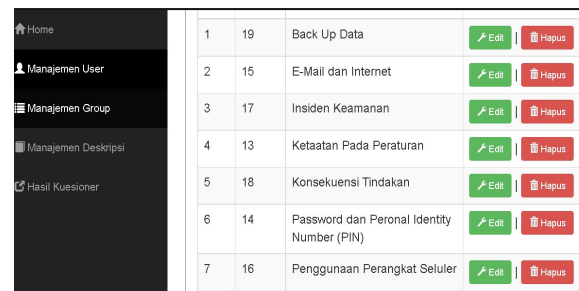 Home
Manajemen User
Manajemen Group
Manajemen Deskripsi
Hasil Kuesioner
1 19 Back Up Data Edit | Hapus
2 15 E-Mail dan Internet Edit | Hapus
3 17 Insiden Keamanan Edit | Hapus
4 13 Ketaatan Pada Peraturan Edit | Hapus
5 18 Konsekuensi Tindakan Edit | Hapus
6 14 Password dan Peronal Identity Edit | Hapus
Number (PIN)
7 16 Penggunaan Perangkat Seluler Edit | Hapus